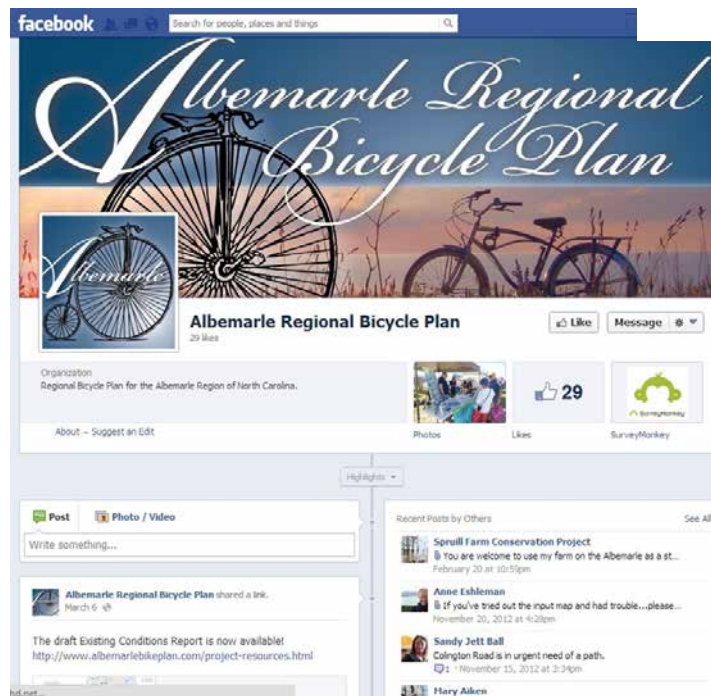 facebook
Search for people, places and things
Albemarle Regional
Bicycle Plan
Albemarle
Albemarle Regional Bicycle Plan
29 likes
Like
Message
Organization
Regional Bicycle Plan for the Albemarle Region of North Carolina.
About – Suggest an Edit
29
SurveyMonkey
Photos
Likes
SurveyMonkey
Highlights
Post
Photo / Video
Write something...
Albemarle Regional Bicycle Plan shared a link.
March 6
The draft Existing Conditions Report is now available!
http://www.albemarlebikeplan.com/project-resources.html
Recent Posts by Others
See All
Spruill Farm Conservation Project
You are welcome to use my farm on the Albemarle as a st...
February 20 at 10:59pm
Anne Eshleman
If you've tried out the input map and had trouble...please...
November 20, 2012 at 4:28pm
Sandy Jett Ball
Colington Road is in urgent need of a path.
1 · November 15, 2012 at 3:34pm
Mary Aiken